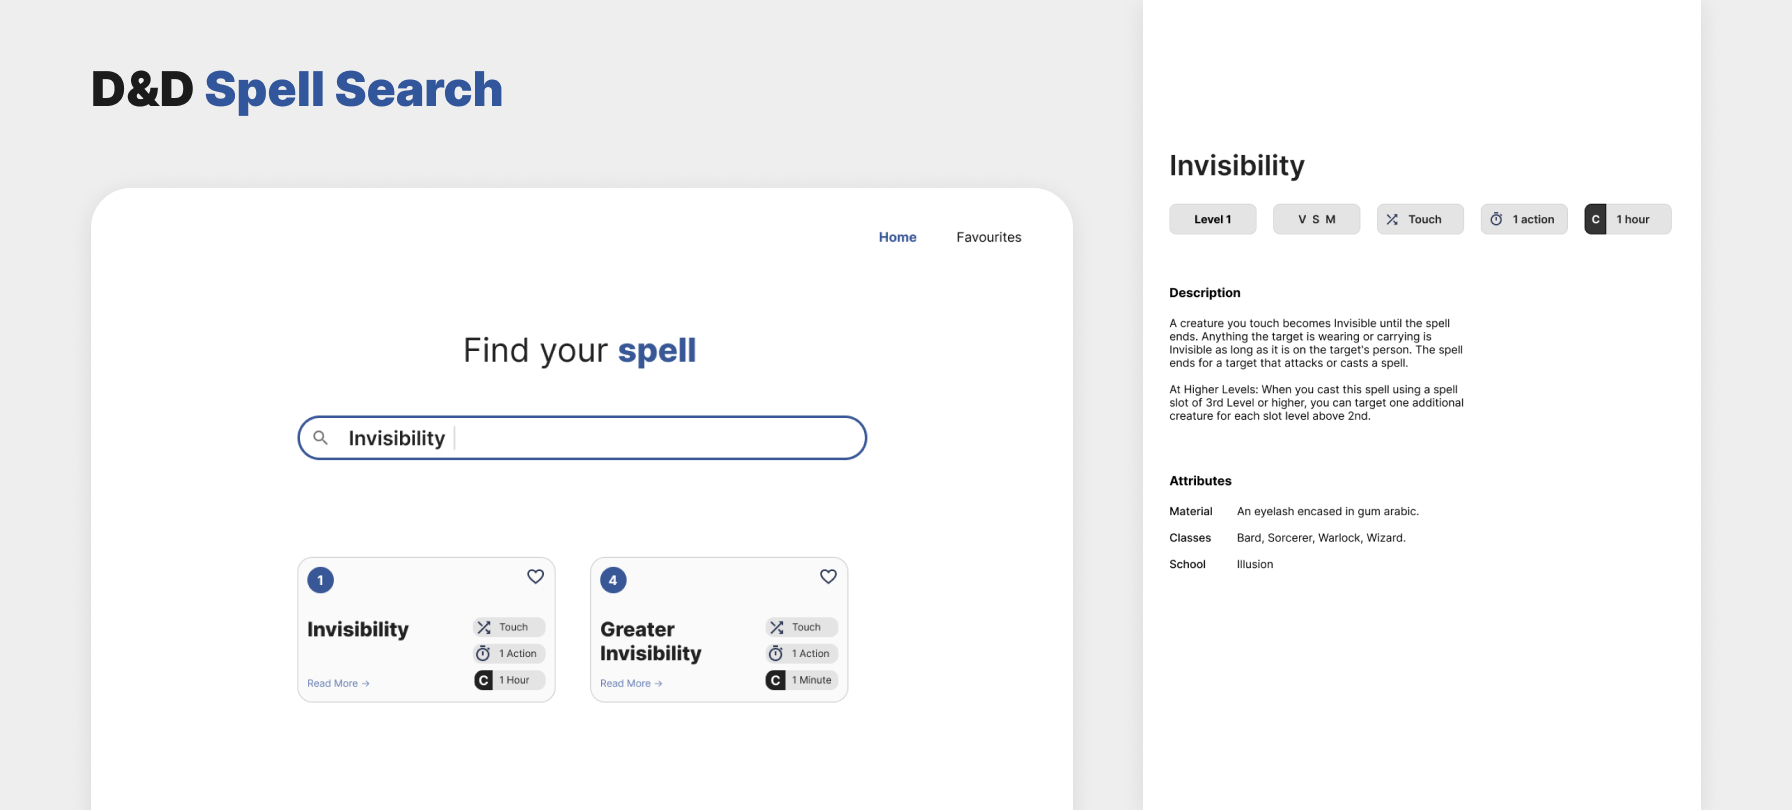 D&D Spell Search
Home
Favourites
Find your spell
Invisibility
1
Invisibility
Touch
1 Action
C 1 Hour
Read More →
4
Greater
Invisibility
Touch
1 Action
C 1 Minute
Read More →
Invisibility
Level 1
V S M
Touch
1 action
C 1 hour
Description
A creature you touch becomes Invisible until the spell
ends. Anything the target is wearing or carrying is
Invisible as long as it is on the target's person. The spell
ends for a target that attacks or casts a spell.
At Higher Levels: When you cast this spell using a spell
slot of 3rd Level or higher, you can target one additional
creature for each slot level above 2nd.
Attributes
Material An eyelash encased in gum arabic.
Classes Bard, Sorcerer, Warlock, Wizard.
School Illusion